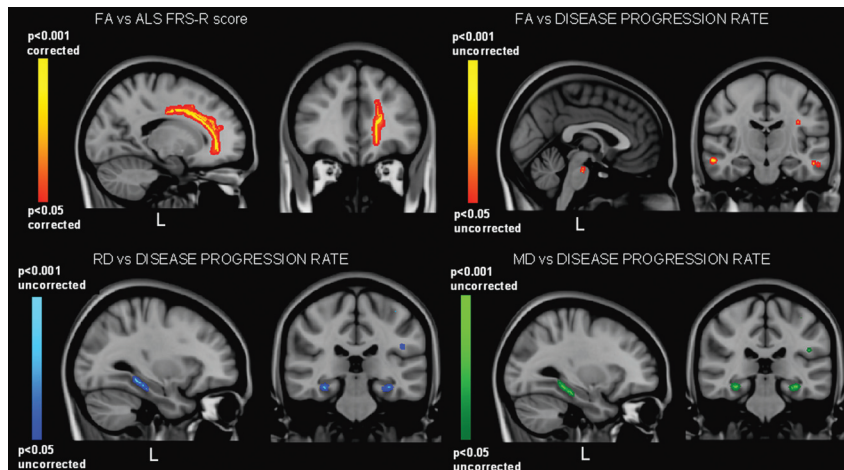 FA vs ALS FRS-R score
p<0.001
corrected
p<0.05
corrected
L
FA vs DISEASE PROGRESSION RATE
p<0.001
uncorrected
p<0.05
uncorrected
L
RD vs DISEASE PROGRESSION RATE
p<0.001
uncorrected
p<0.05
uncorrected
L
MD vs DISEASE PROGRESSION RATE
p<0.001
uncorrected
p<0.05
uncorrected
L